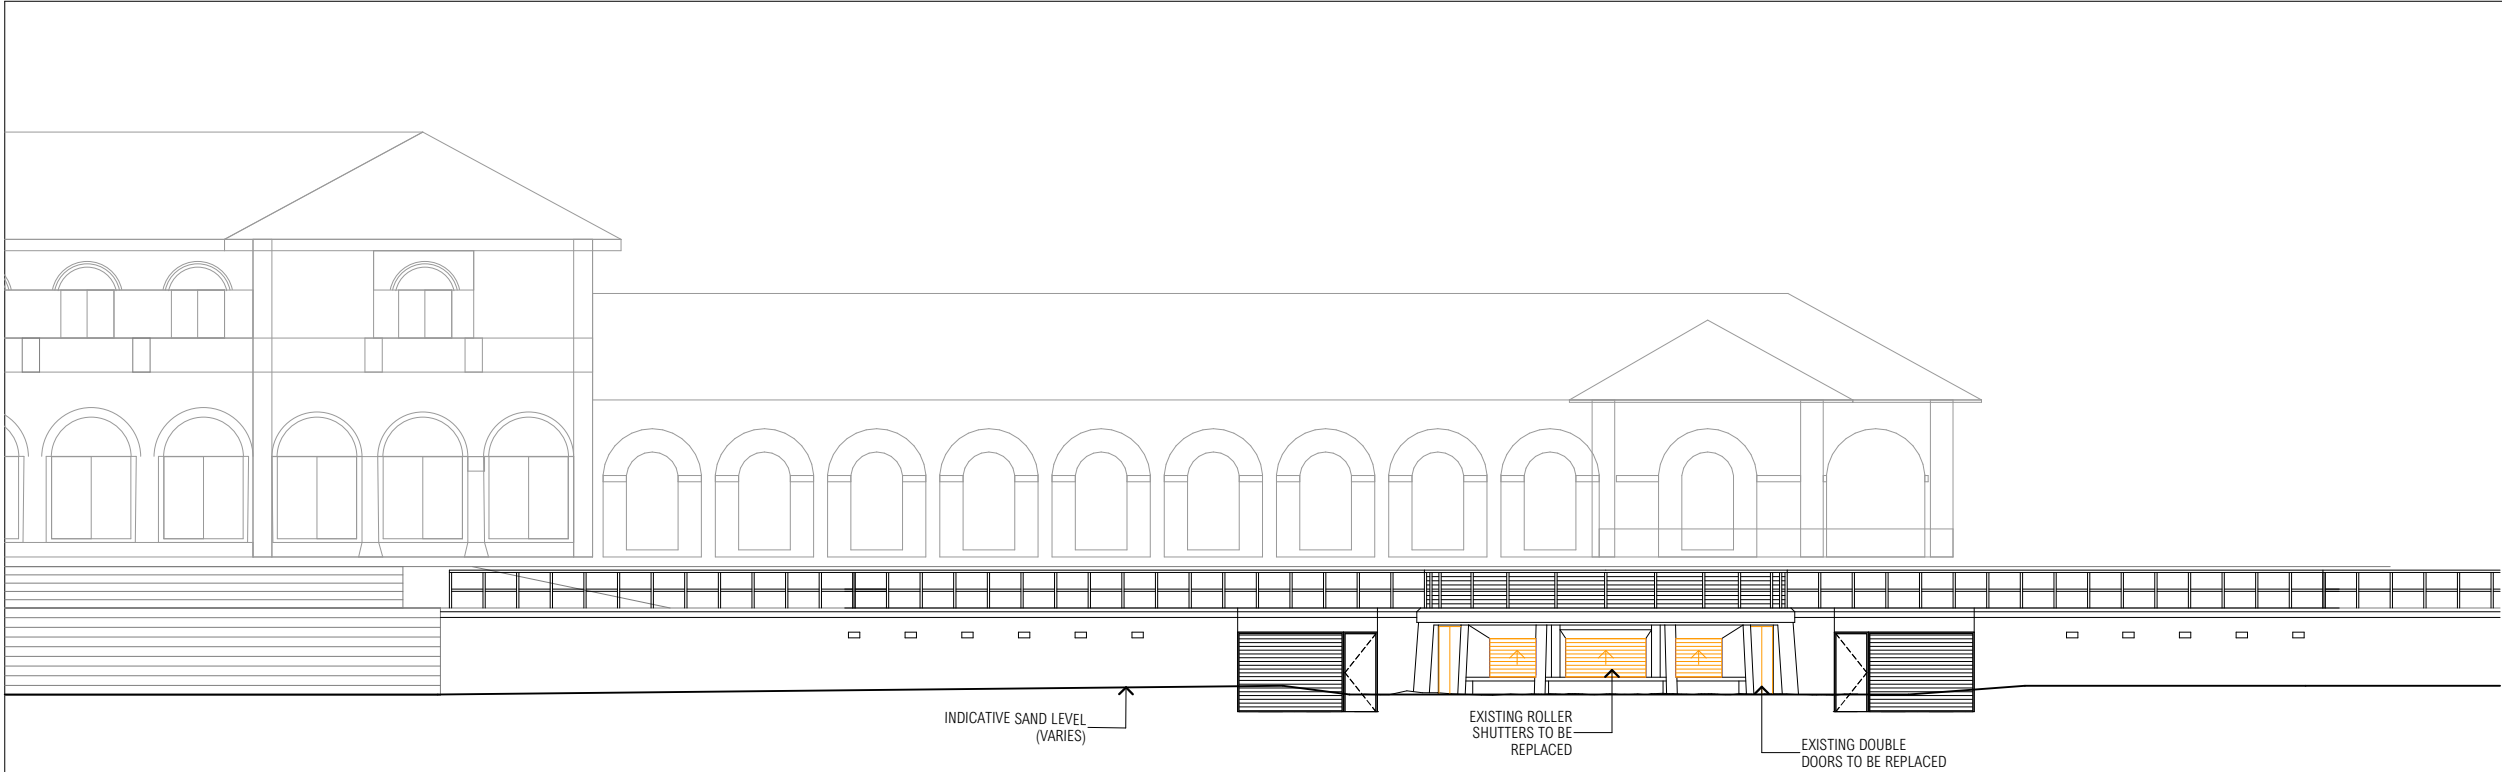 INDICATIVE SAND LEVEL
(VARIES)
EXISTING ROLLER
SHUTTERS TO BE
REPLACED
EXISTING DOUBLE
DOORS TO BE REPLACED